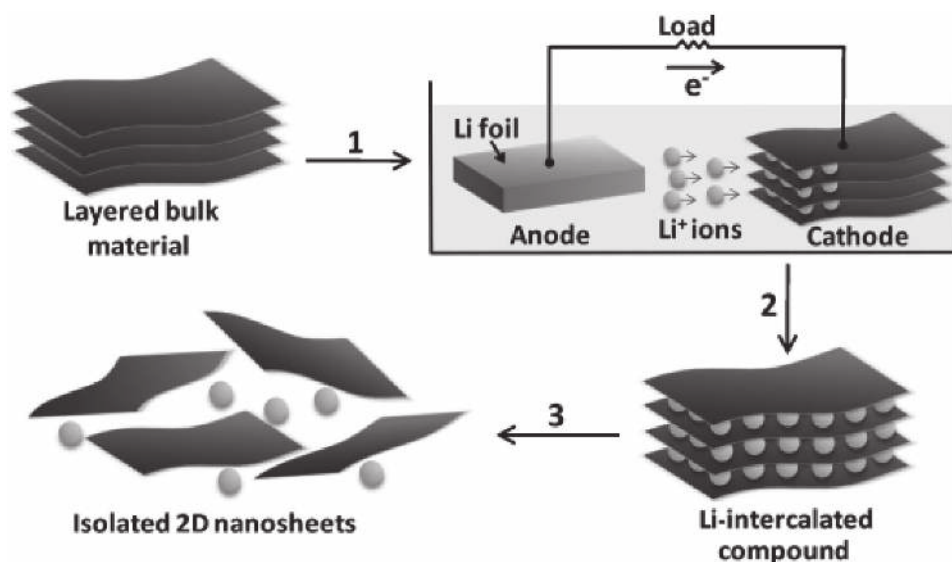 Load
e-
1
Li foil
Layered bulk
material
Anode
Li+ ions
Cathode
2
3
Isolated 2D nanosheets
Li-intercalated
compound